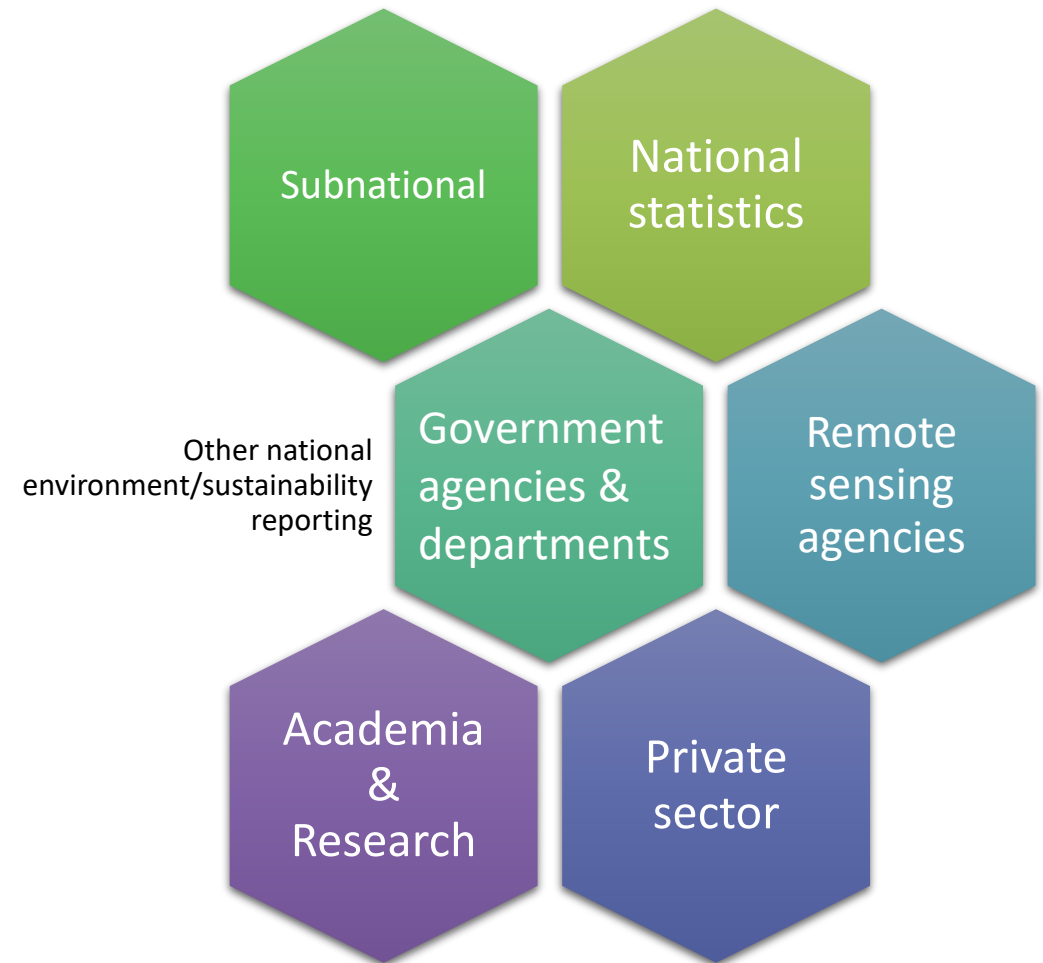 Subnational
National
statistics
Other national
environment/sustainability
reporting
Government
agencies &
departments
Remote
sensing
agencies
Academia
&
Research
Private
sector